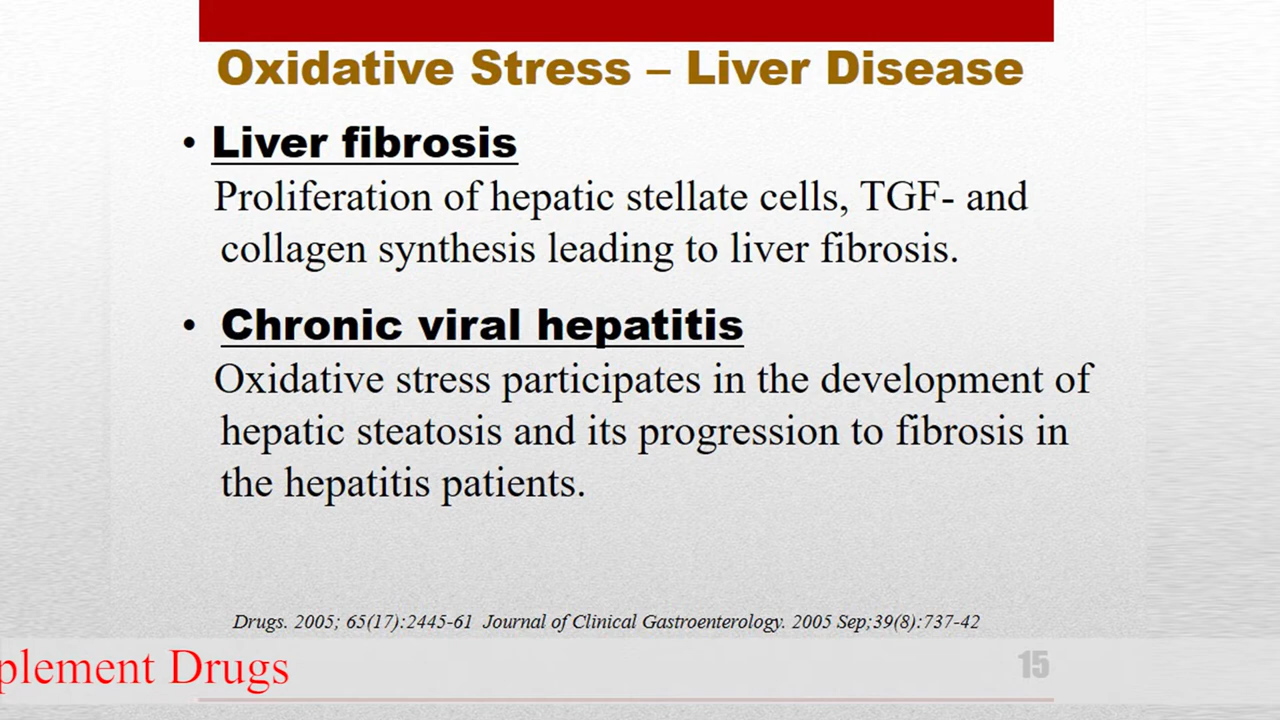 Oxidative Stress – Liver Disease
• Liver fibrosis
Proliferation of hepatic stellate cells, TGF- and
collagen synthesis leading to liver fibrosis.
• Chronic viral hepatitis
Oxidative stress participates in the development of
hepatic steatosis and its progression to fibrosis in
the hepatitis patients.
Drugs. 2005; 65(17):2445-61 Journal of Clinical Gastroenterology. 2005 Sep;39(8):737-42
plement Drugs
15